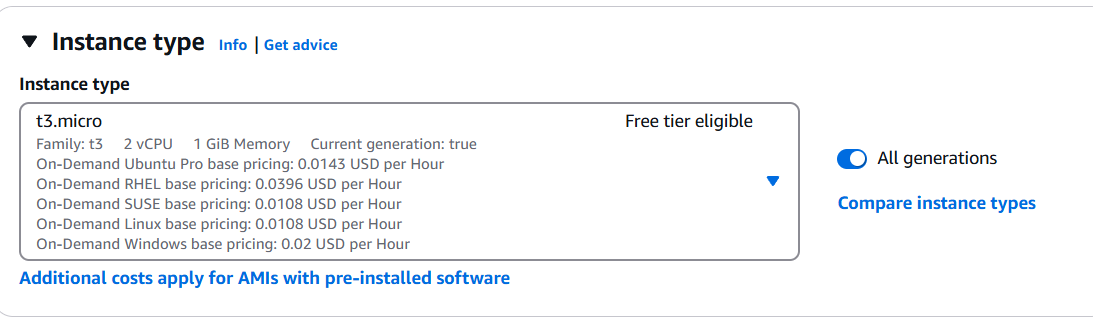 Instance type Info | Get advice
Instance type
t3.micro Free tier eligible
Family: t3 2 vCPU 1 GiB Memory Current generation: true
On-Demand Ubuntu Pro base pricing: 0.0143 USD per Hour
On-Demand RHEL base pricing: 0.0396 USD per Hour
On-Demand SUSE base pricing: 0.0108 USD per Hour
On-Demand Linux base pricing: 0.0108 USD per Hour
On-Demand Windows base pricing: 0.02 USD per Hour
All generations
Compare instance types
Additional costs apply for AMIs with pre-installed software